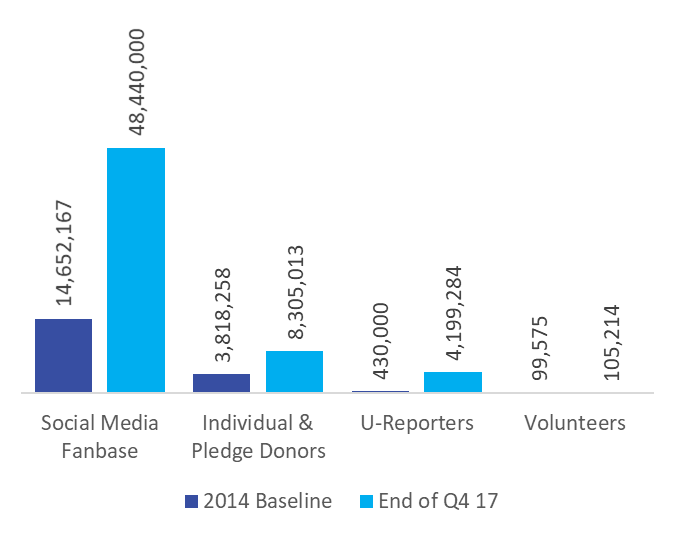 14,652,167
48,440,000
3,818,258
8,305,013
430,000
4,199,284
99,575
105,214
Social Media
Fanbase
Individual &
Pledge Donors
U-Reporters
Volunteers
2014 Baseline
End of Q4 17